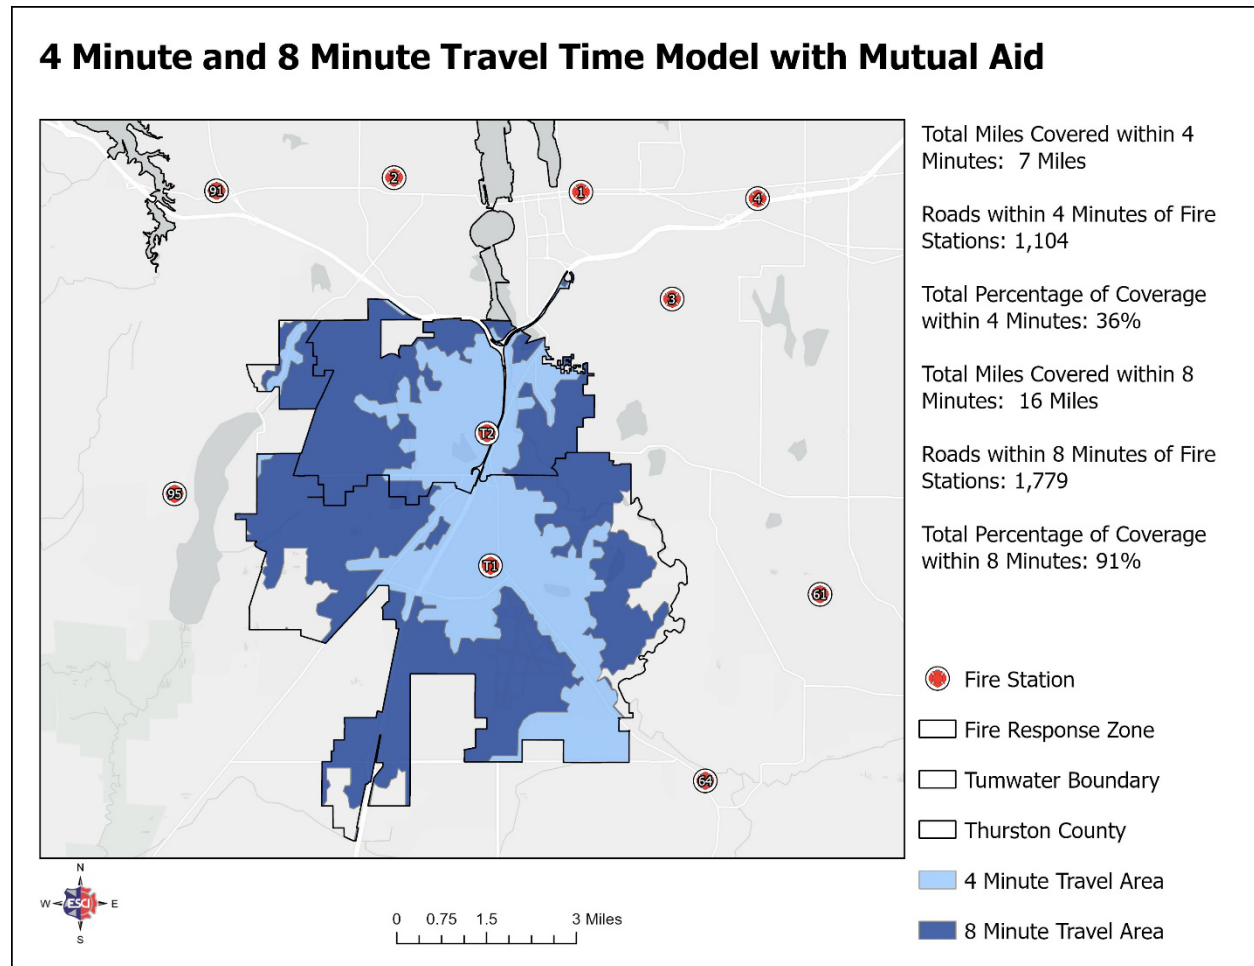 4 Minute and 8 Minute Travel Time Model with Mutual Aid
91
2
1
4
3
T2
95
T1
61
64
Total Miles Covered within 4
Minutes: 7 Miles
Roads within 4 Minutes of Fire
Stations: 1,104
Total Percentage of Coverage
within 4 Minutes: 36%
Total Miles Covered within 8
Minutes: 16 Miles
Roads within 8 Minutes of Fire
Stations: 1,779
Total Percentage of Coverage
within 8 Minutes: 91%
Fire Station
Fire Response Zone
Tumwater Boundary
Thurston County
4 Minute Travel Area
8 Minute Travel Area
N
W ESCI E
S
0 0.75 1.5 3 Miles